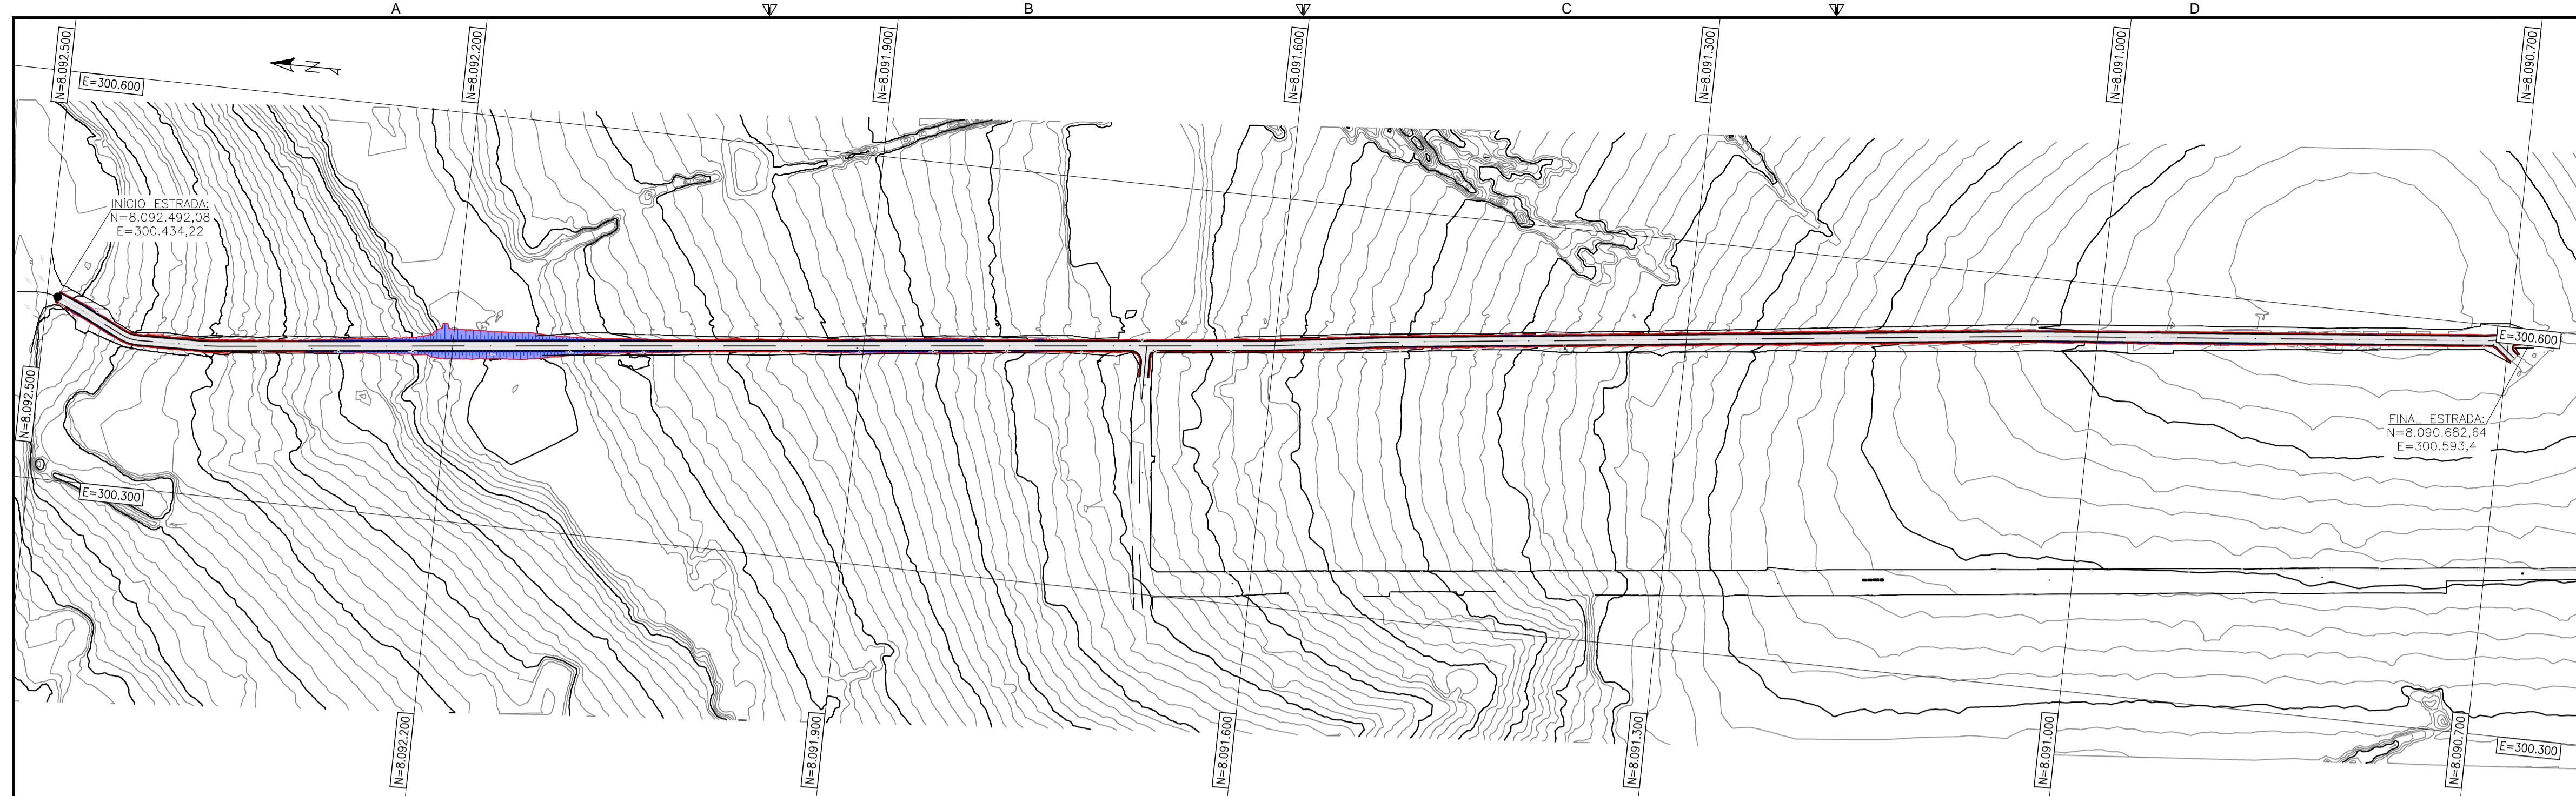 A
B
C
D
N=8.092.500
N=8.092.200
N=8.091.900
N=8.091.600
N=8.091.300
N=8.091.000
N=8.090.700
E=300.600
N
INÍCIO ESTRADA:
N=8.092.492,08
E=300.434,22
E=300.600
N=8.092.500
FINAL ESTRADA:
N=8.090.682,64
E=300.593,4
E=300.300
E=300.300
N=8.092.200
N=8.091.900
N=8.091.600
N=8.091.300
N=8.091.000
N=8.090.700